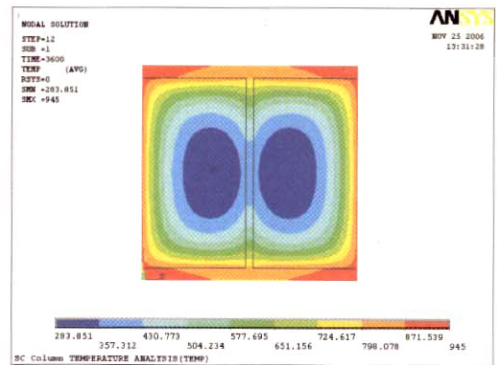 NODAL SOLUTION
STEP=12
SUB =1
TIME=3600
TEMP (AVG)
RSYS=0
SMN =283.851
SMX =945
ANSYS
NOV 25 2006
13:31:28
283.851 430.773 577.695 724.617 871.539
357.312 504.234 651.156 798.078 945
SC Column TEMPERATURE ANALYSIS(TEMP)